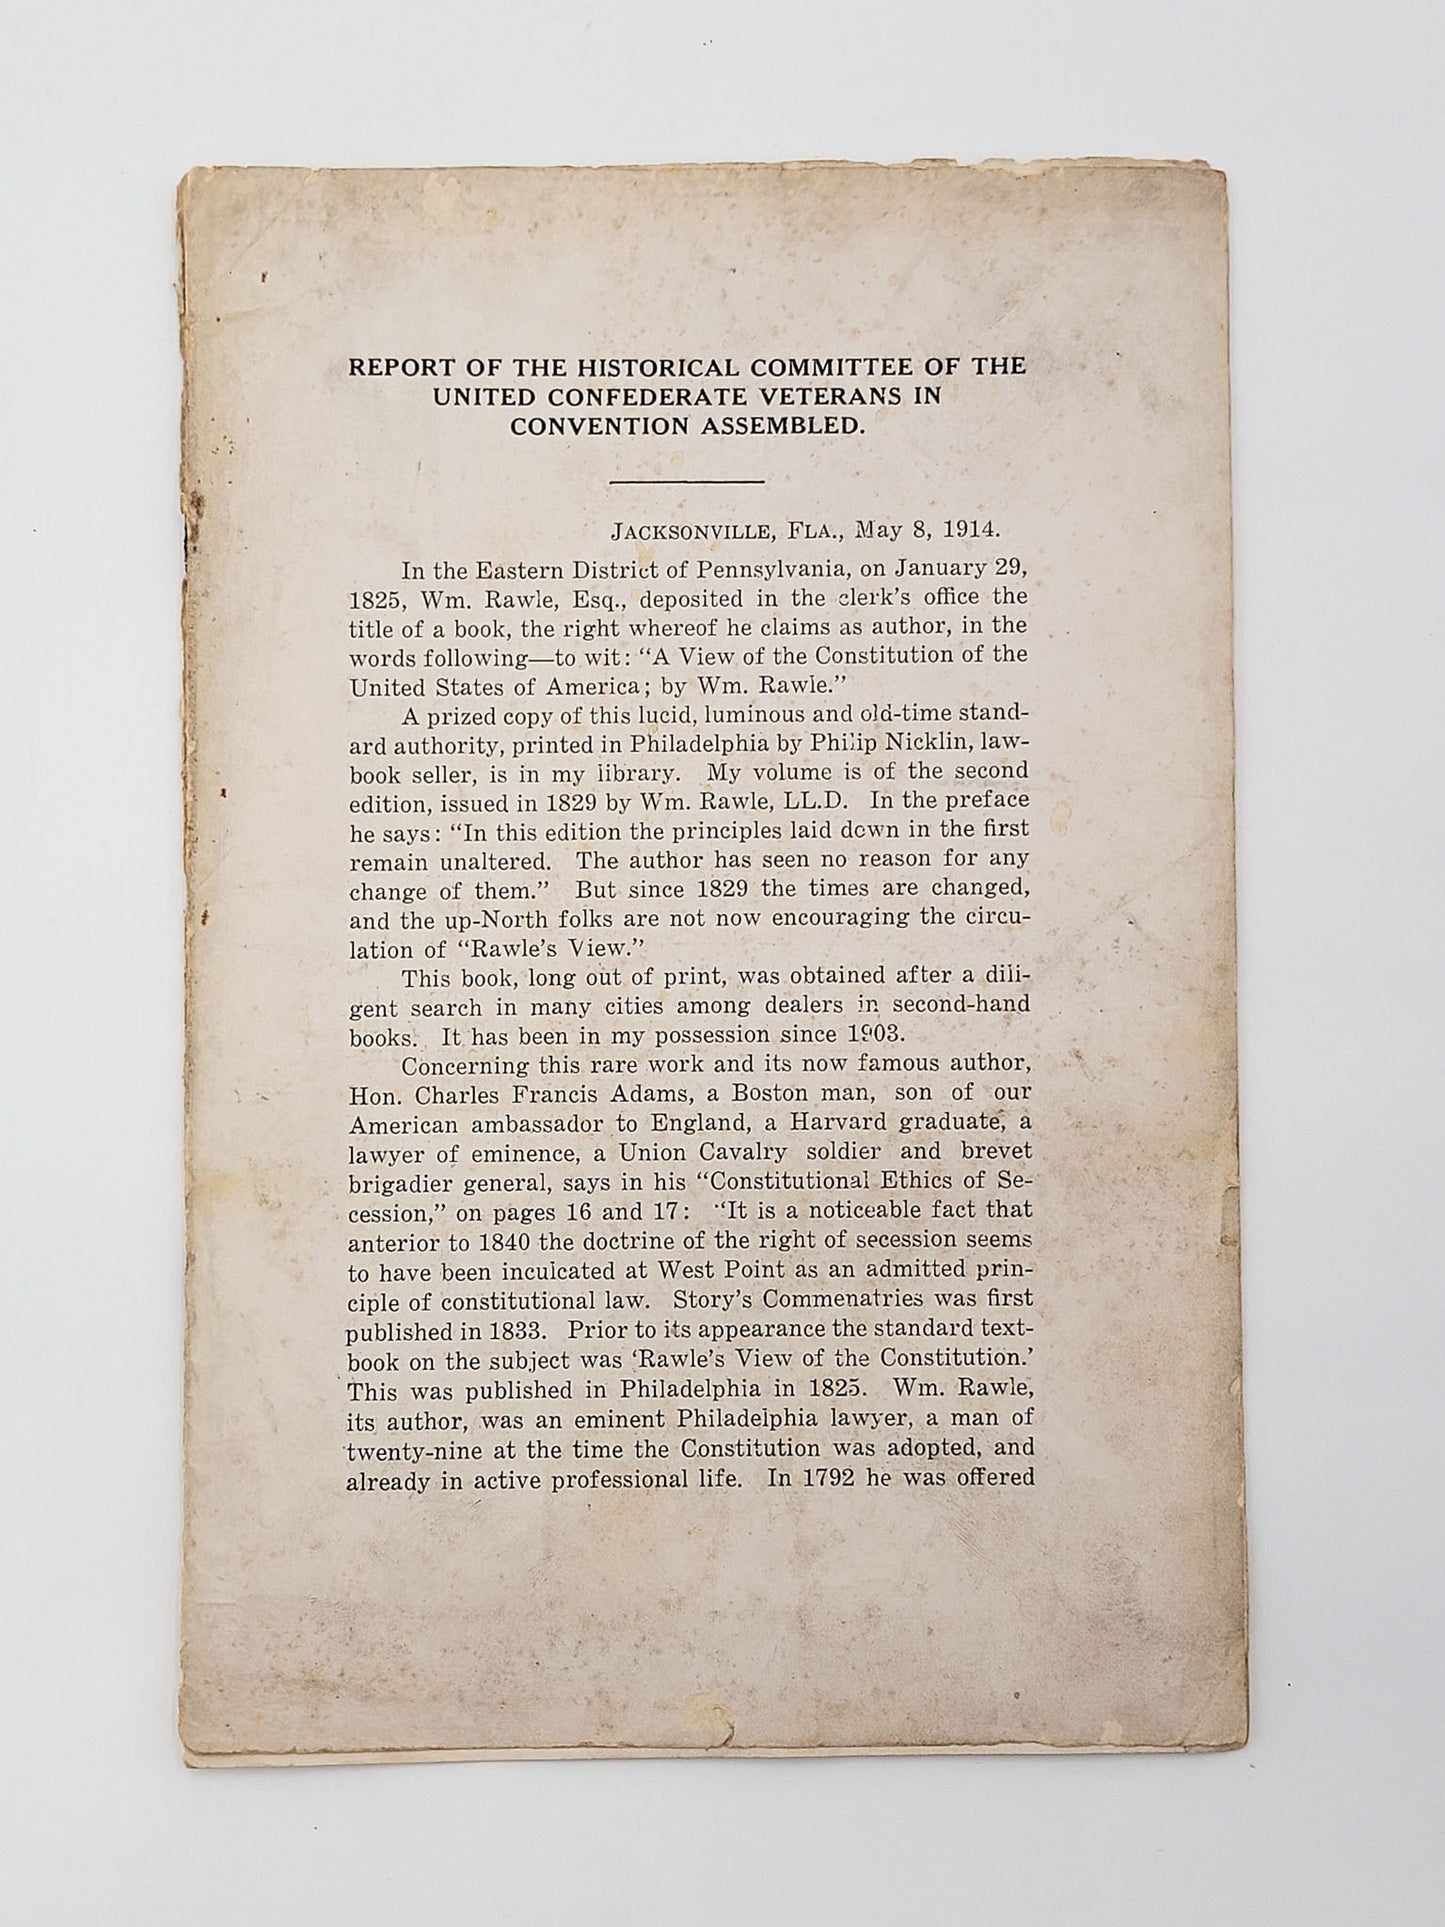 REPORT OF THE HISTORICAL COMMITTEE OF THE
UNITED CONFEDERATE VETERANS IN
CONVENTION ASSEMBLED.
JACKSONVILLE, FLA., May 8, 1914.
In the Eastern District of Pennsylvania, on January 29,
1825, Wm. Rawle, Esq., deposited in the clerk's office the
title of a book, the right whereof he claims as author, in the
words following—to wit: "A View of the Constitution of the
United States of America; by Wm. Rawle."
A prized copy of this lucid, luminous and old-time stand-
ard authority, printed in Philadelphia by Philip Nicklin, law-
book seller, is in my library. My volume is of the second
edition, issued in 1829 by Wm. Rawle, LL.D. In the preface
he says: "In this edition the principles laid down in the first
remain unaltered. The author has seen no reason for any
change of them." But since 1829 the times are changed,
and the up-North folks are not now encouraging the circu-
lation of "Rawle's View."
This book, long out of print, was obtained after a dili-
gent search in many cities among dealers in second-hand
books. It has been in my possession since 1903.
Concerning this rare work and its now famous author,
Hon. Charles Francis Adams, a Boston man, son of our
American ambassador to England, a Harvard graduate, a
lawyer of eminence, a Union Cavalry soldier and brevet
brigadier general, says in his "Constitutional Ethics of Se-
cession," on pages 16 and 17: "It is a noticeable fact that
anterior to 1840 the doctrine of the right of secession seems
to have been inculcated at West Point as an admitted prin-
ciple of constitutional law. Story's Commenatries was first
published in 1833. Prior to its appearance the standard text-
book on the subject was 'Rawle's View of the Constitution.'
This was published in Philadelphia in 1825. Wm. Rawle,
its author, was an eminent Philadelphia lawyer, a man of
twenty-nine at the time the Constitution was adopted, and
already in active professional life. In 1792 he was offered